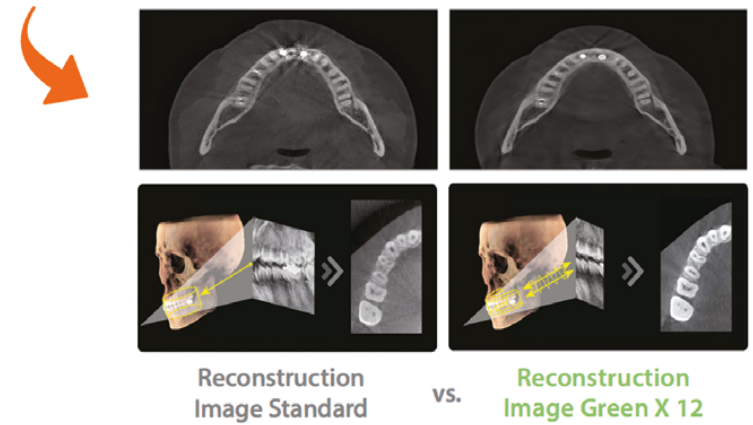 Reconstruction
Image Standard
vs.
Reconstruction
Image Green X 12